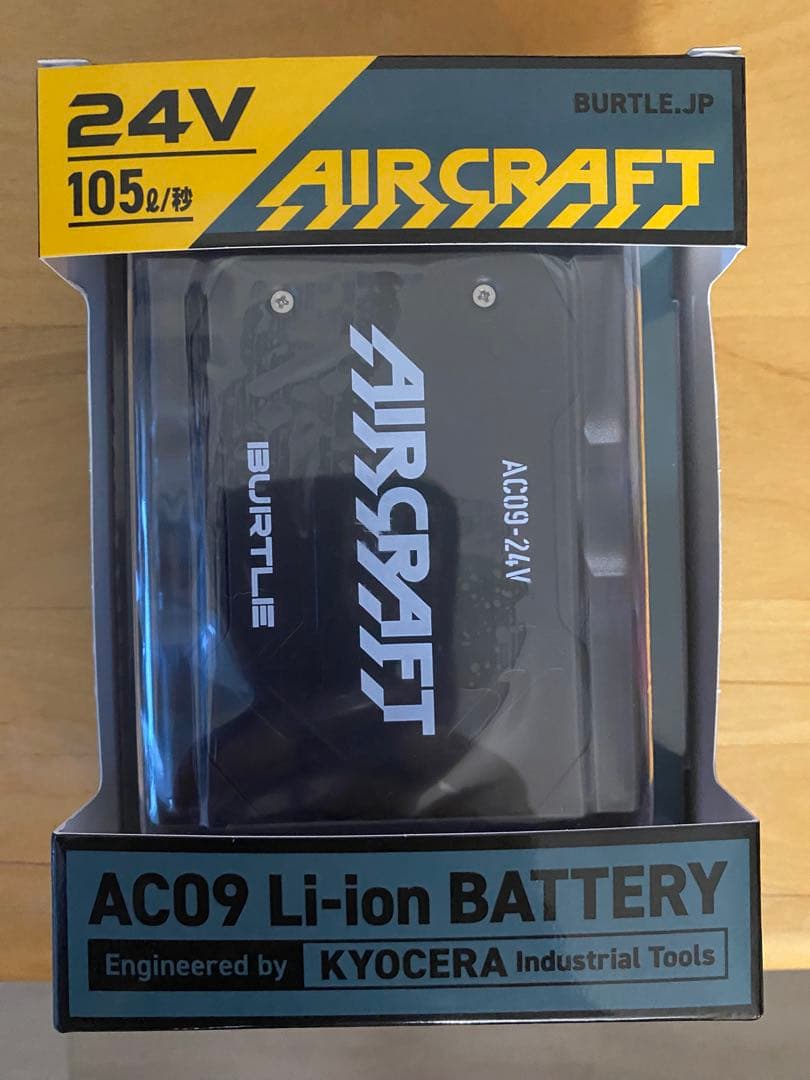 24V
105ℓ/秒
BURTLE.JP
AIRCRAFT
AC09-24V
AIRCRAFT
BURTLE
AC09 Li-ion BATTERY
Engineered by KYOCERA Industrial Tools